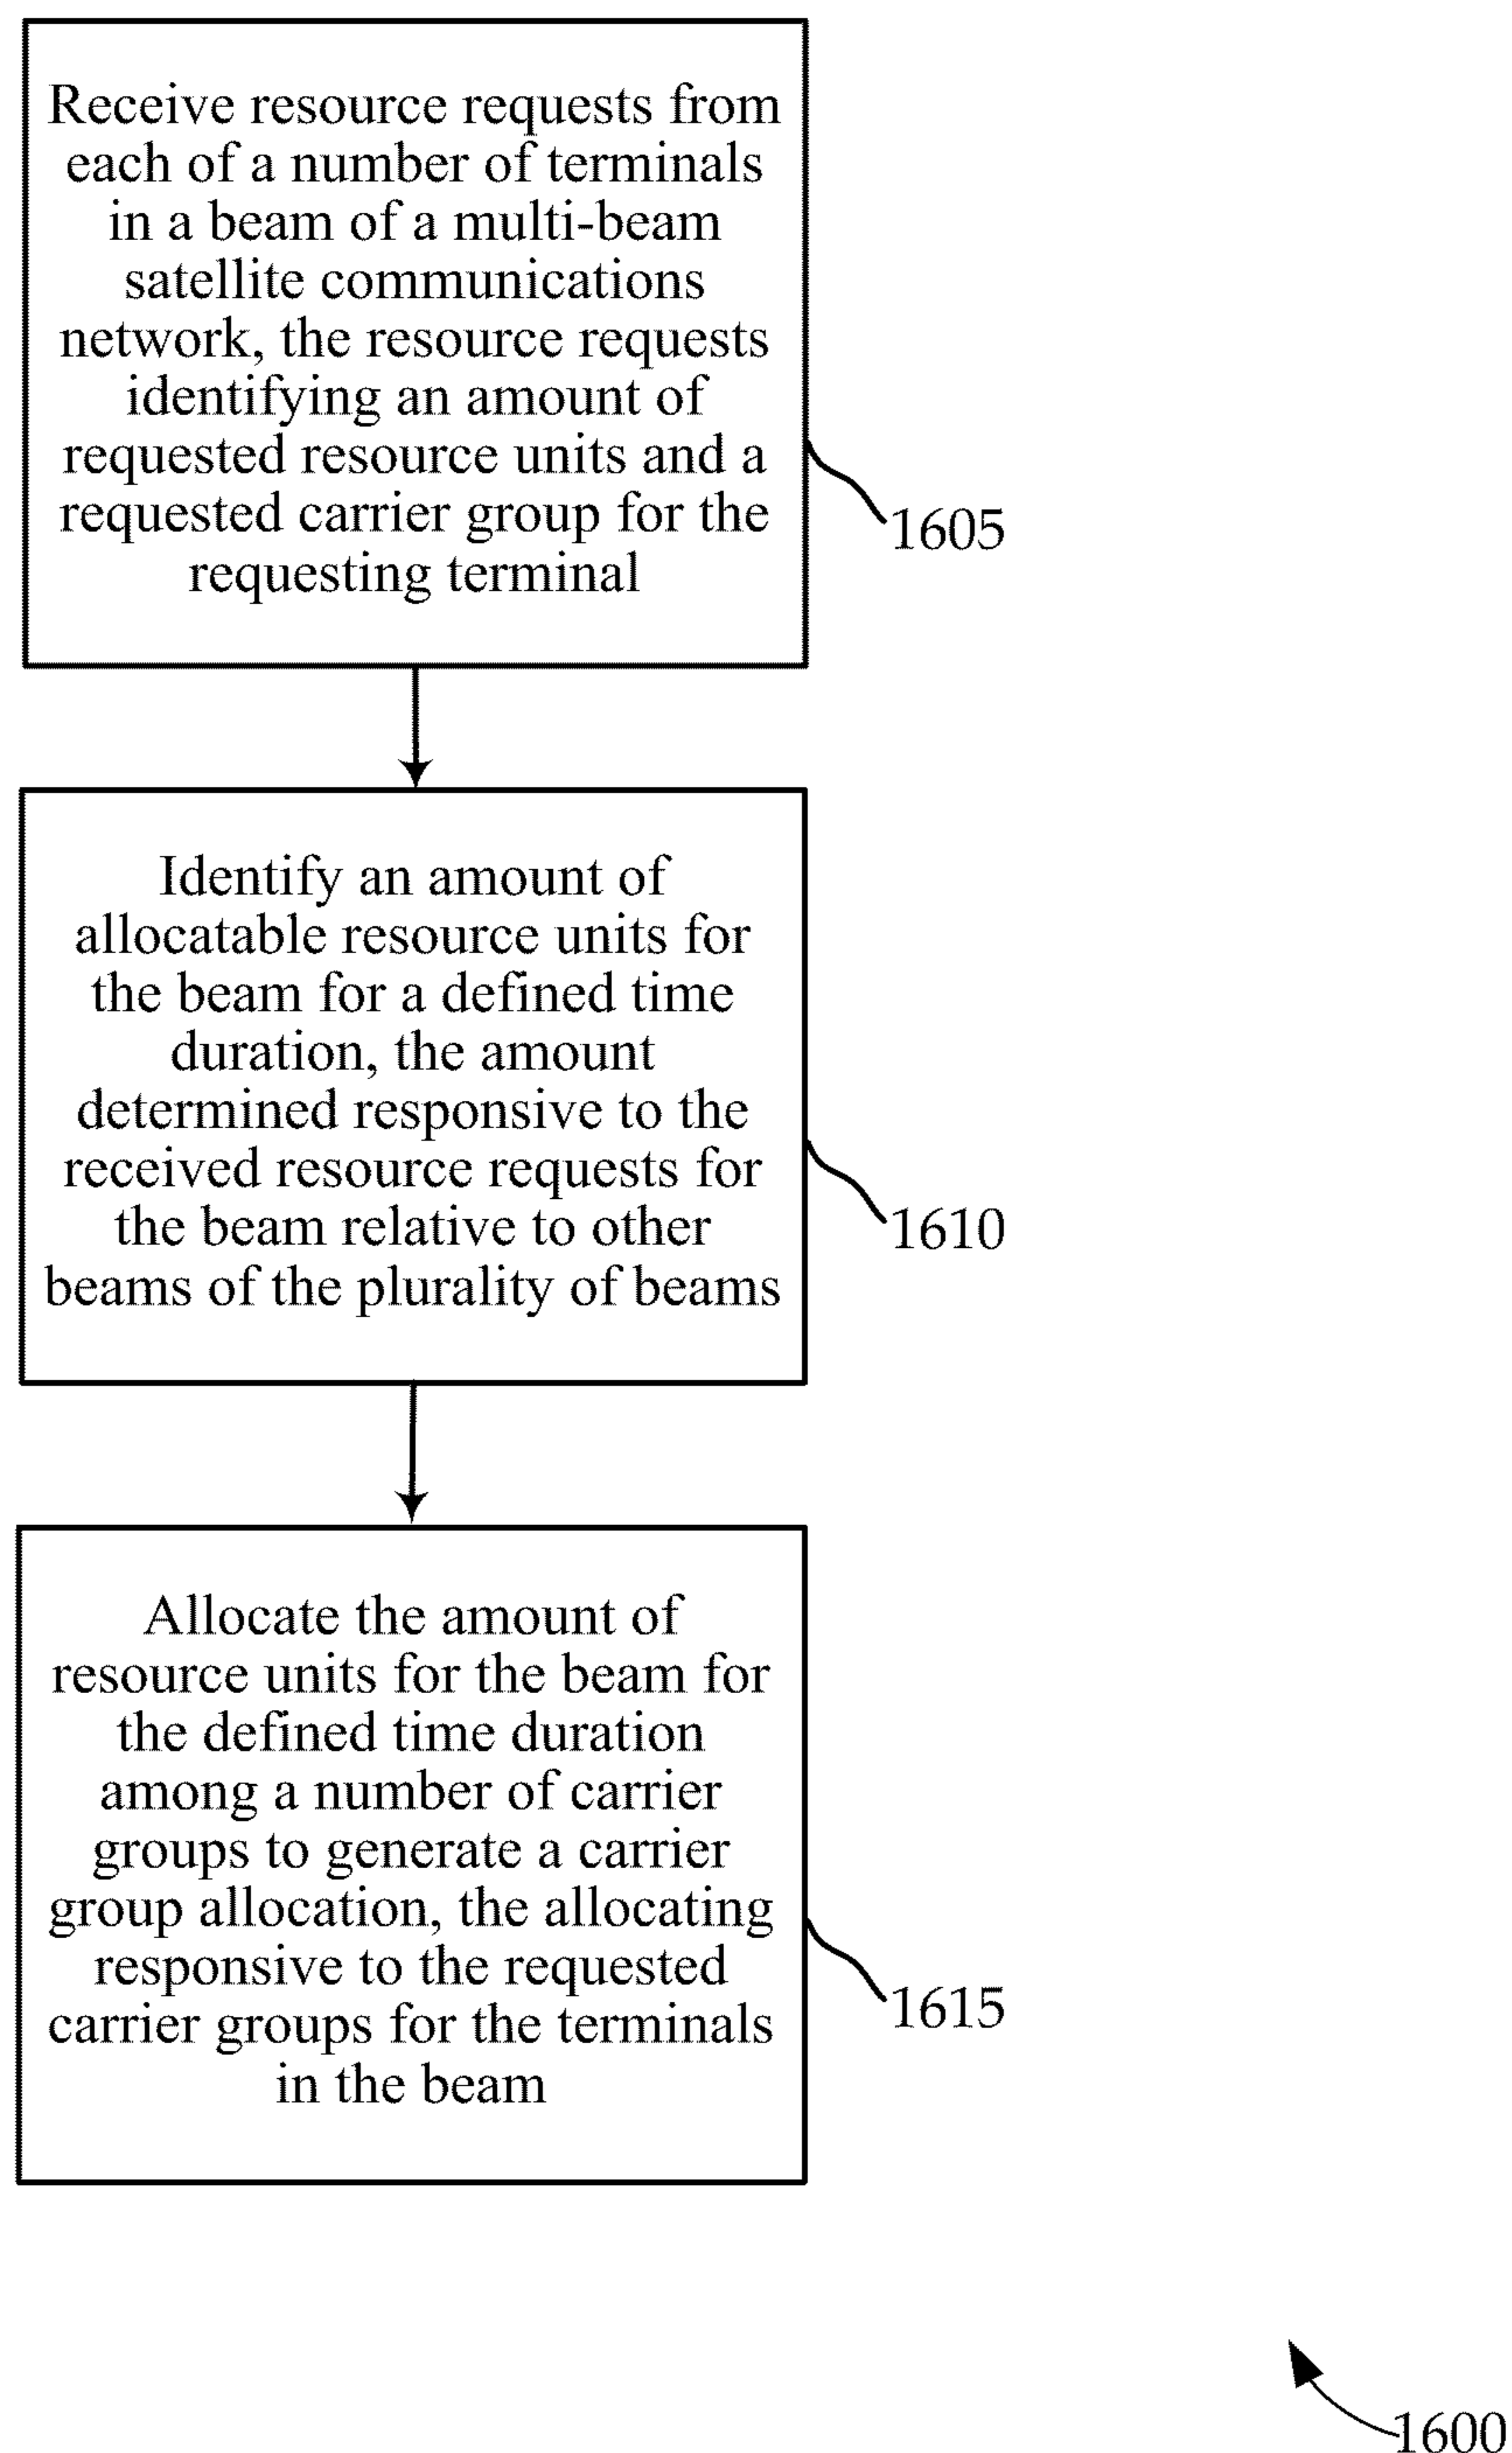 Receive resource requests from
each of a number of terminals
in a beam of a multi-beam
satellite communications
network, the resource requests
identifying an amount of
requested resource units and a
requested carrier group for the
requesting terminal
1605
Identify an amount of
allocatable resource units for
the beam for a defined time
duration, the amount
determined responsive to the
received resource requests for
the beam relative to other
beams of the plurality of beams
1610
Allocate the amount of
resource units for the beam for
the defined time duration
among a number of carrier
groups to generate a carrier
group allocation, the allocating
responsive to the requested
carrier groups for the terminals
in the beam
1615
1600